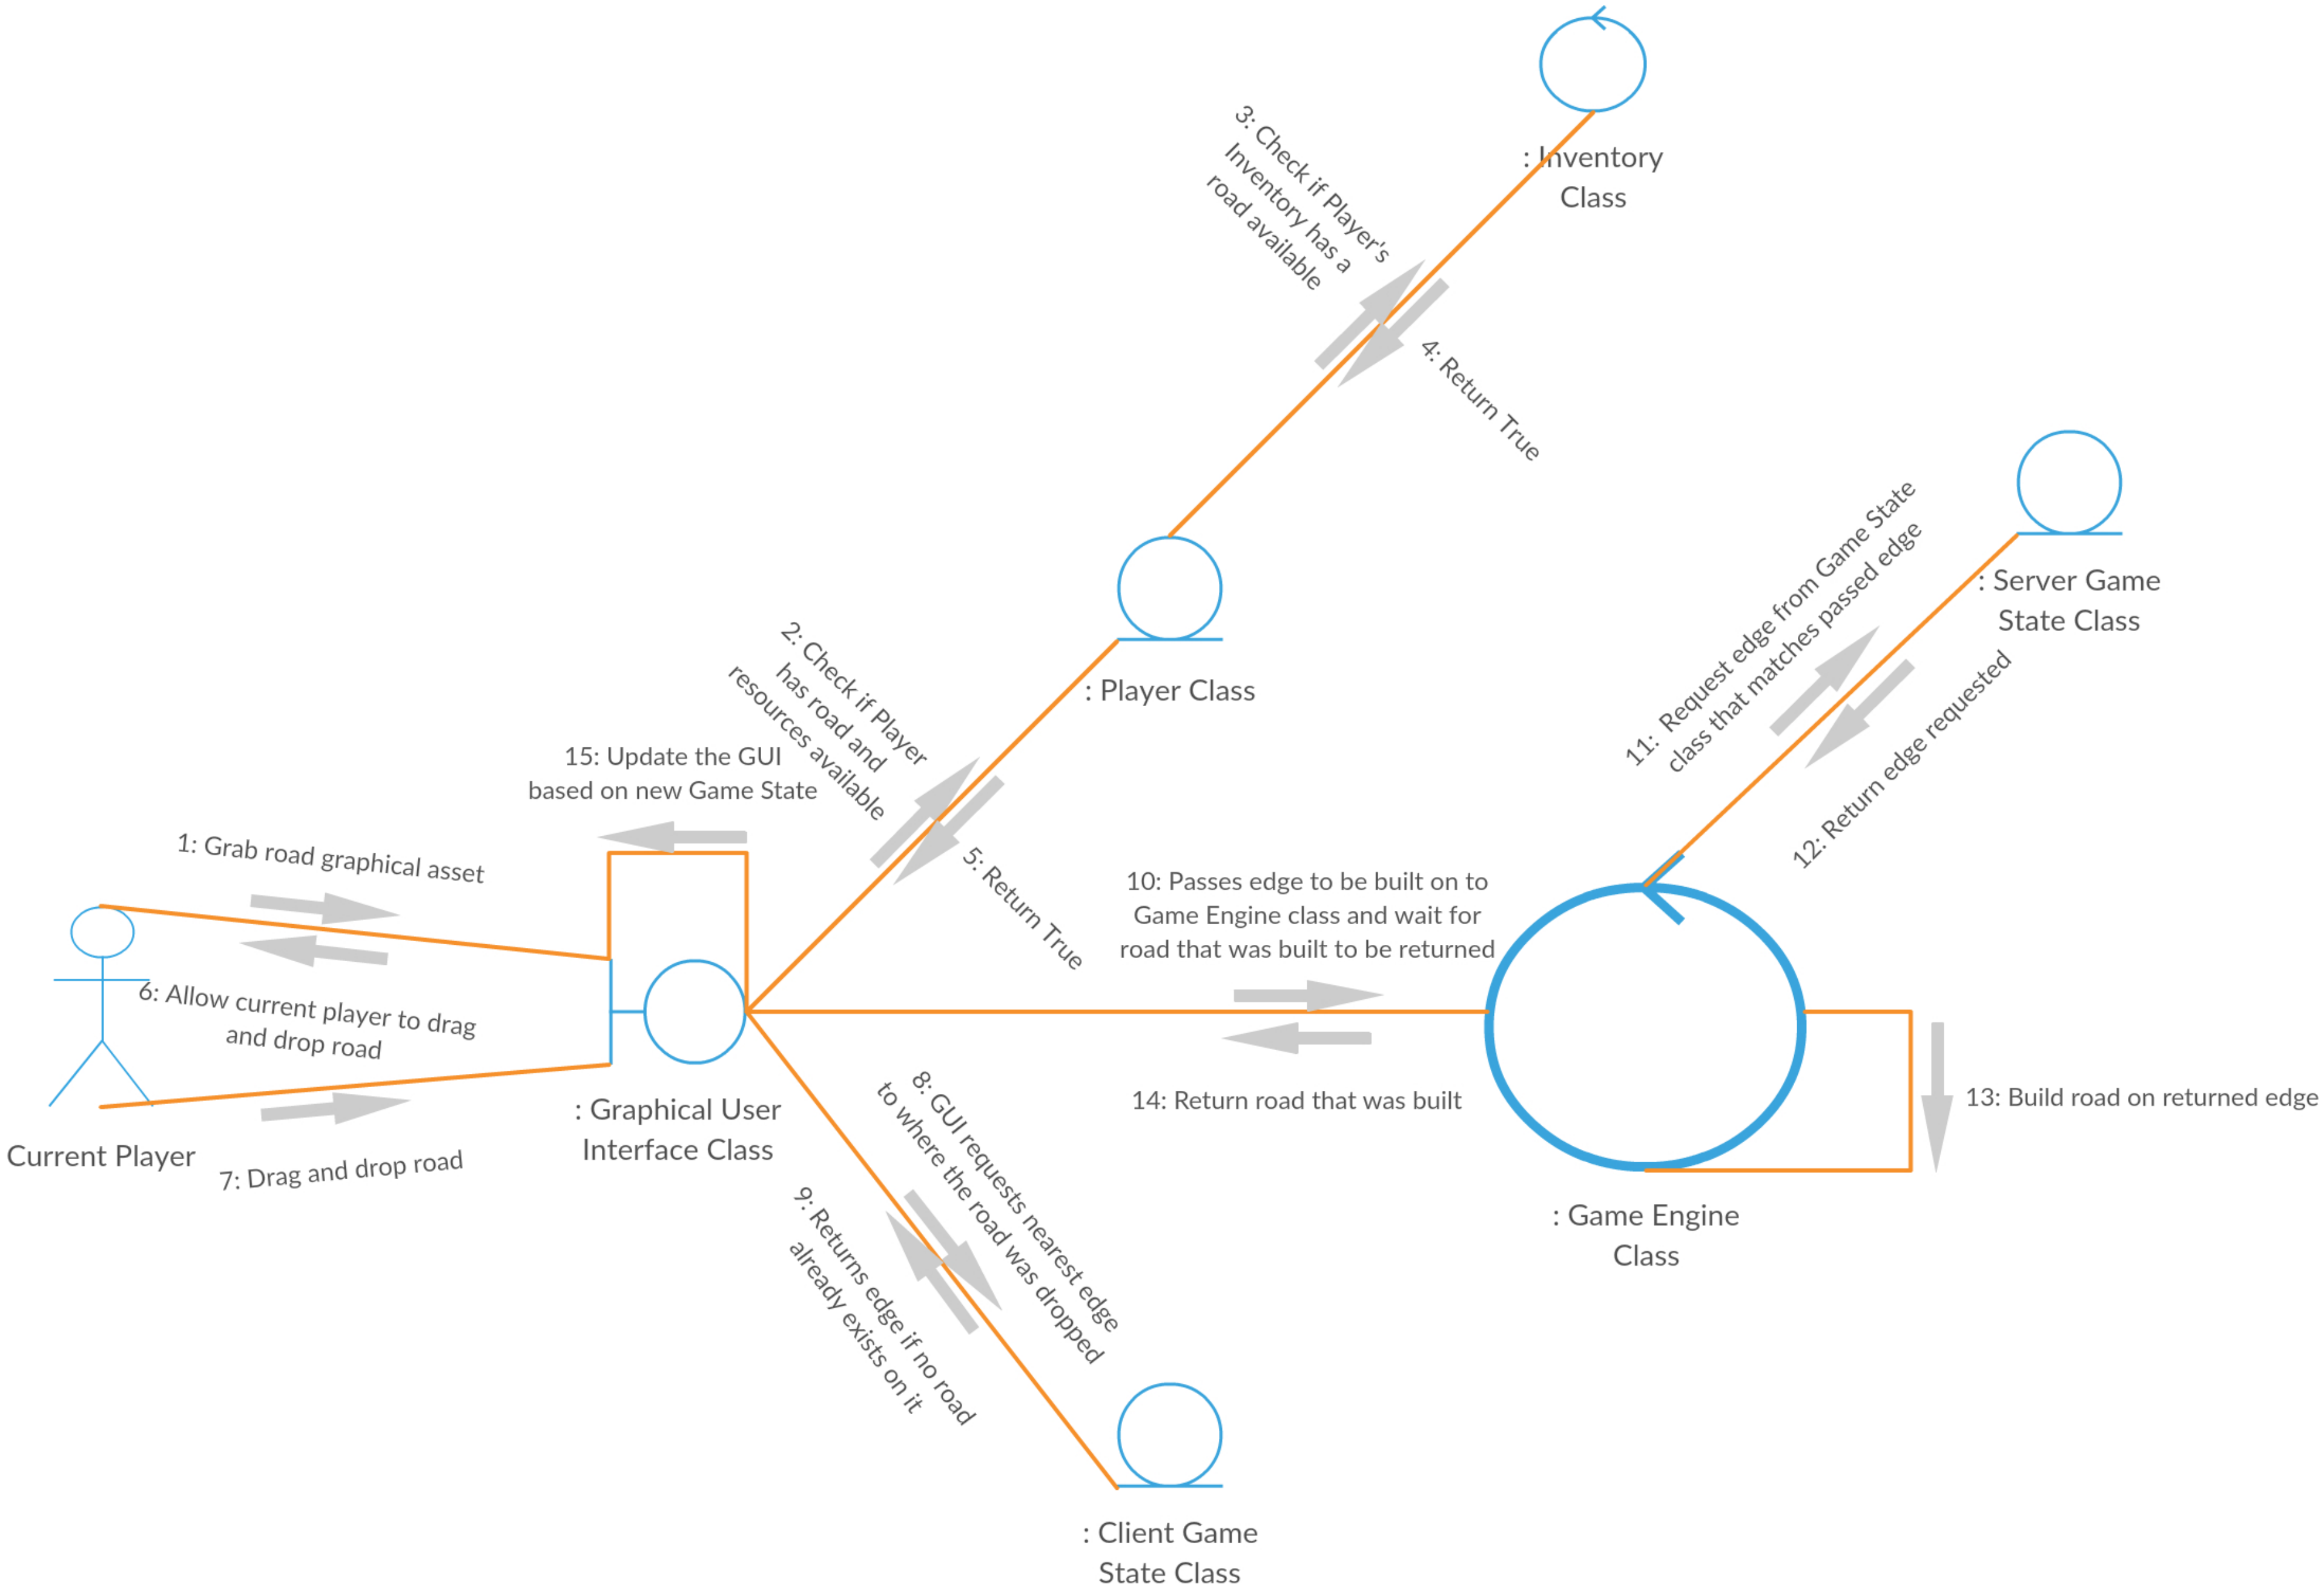 : Inventory
Class
3: Check if Player's
Inventory has a
road available
4: Return True
: Server Game
State Class
11: Request edge from Game State
class that matches passed edge
12: Return edge requested
: Player Class
2: Check if Player
has road and
resources available
5: Return True
15: Update the GUI
based on new Game State
1: Grab road graphical asset
6: Allow current player to drag
and drop road
7: Drag and drop road
Current Player
: Graphical User
Interface Class
10: Passes edge to be built on to
Game Engine class and wait for
road that was built to be returned
14: Return road that was built
13: Build road on returned edge
: Game Engine
Class
8: GUI requests nearest edge
to where the road was dropped
9: Returns edge if no road
already exists on it
: Client Game
State Class